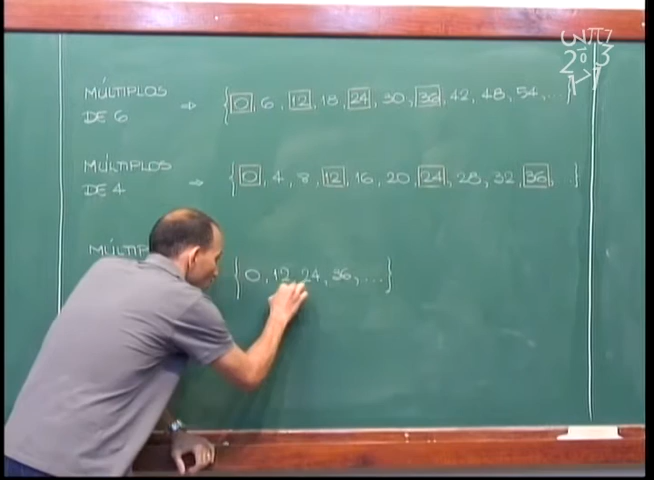 MÚLTIPLOS
DE 6 ⇒ {0, 6, 12, 18, 24, 30, 36, 42, 48, 54, ...}
MÚLTIPLOS
DE 4 ⇒ {0, 4, 8, 12, 16, 20, 24, 28, 32, 36, ...}
{0, 12, 24, 36, ...}